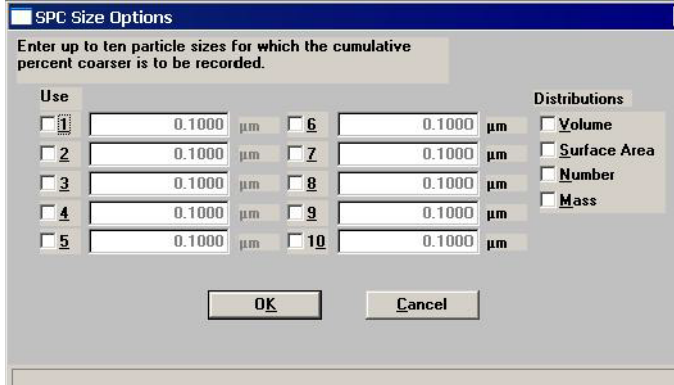 SPC Size Options
Enter up to ten particle sizes for which the cumulative
percent coarser is to be recorded.
Use
Distributions
1 0.1000 µm 6 0.1000 µm Volume
2 0.1000 µm 7 0.1000 µm Surface Area
3 0.1000 µm 8 0.1000 µm Number
4 0.1000 µm 9 0.1000 µm Mass
5 0.1000 µm 10 0.1000 µm
OK Cancel